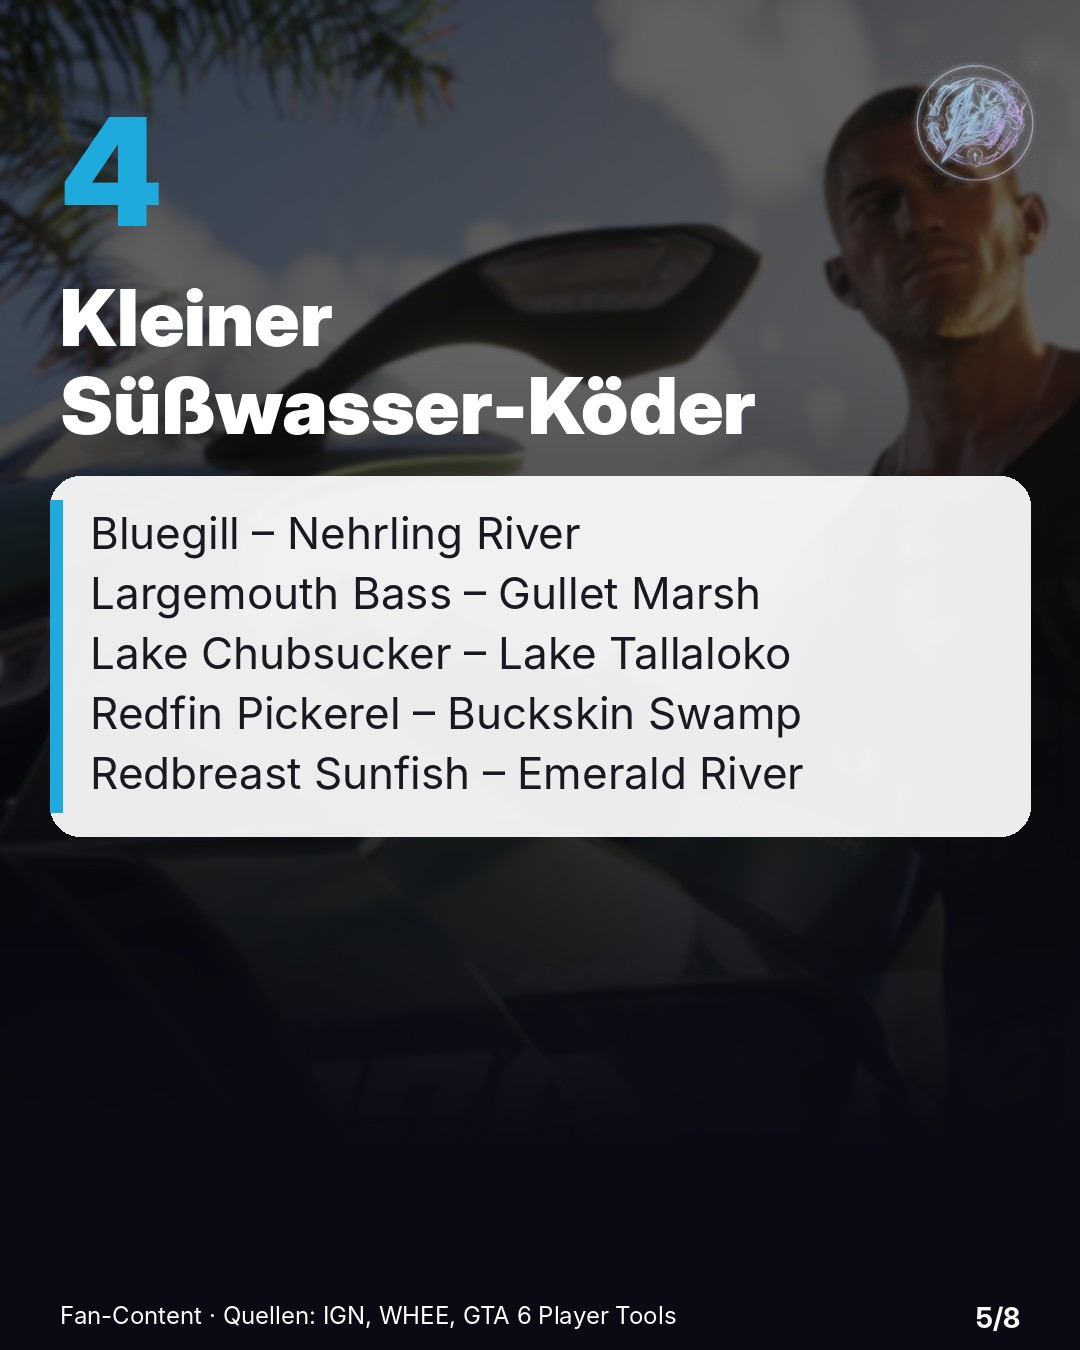 4
Kleiner
Süßwasser-Köder
Bluegill – Nehrling River
Largemouth Bass – Gullet Marsh
Lake Chubsucker – Lake Tallaloko
Redfin Pickerel – Buckskin Swamp
Redbreast Sunfish – Emerald River
Fan-Content · Quellen: IGN, WHEE, GTA 6 Player Tools
5/8